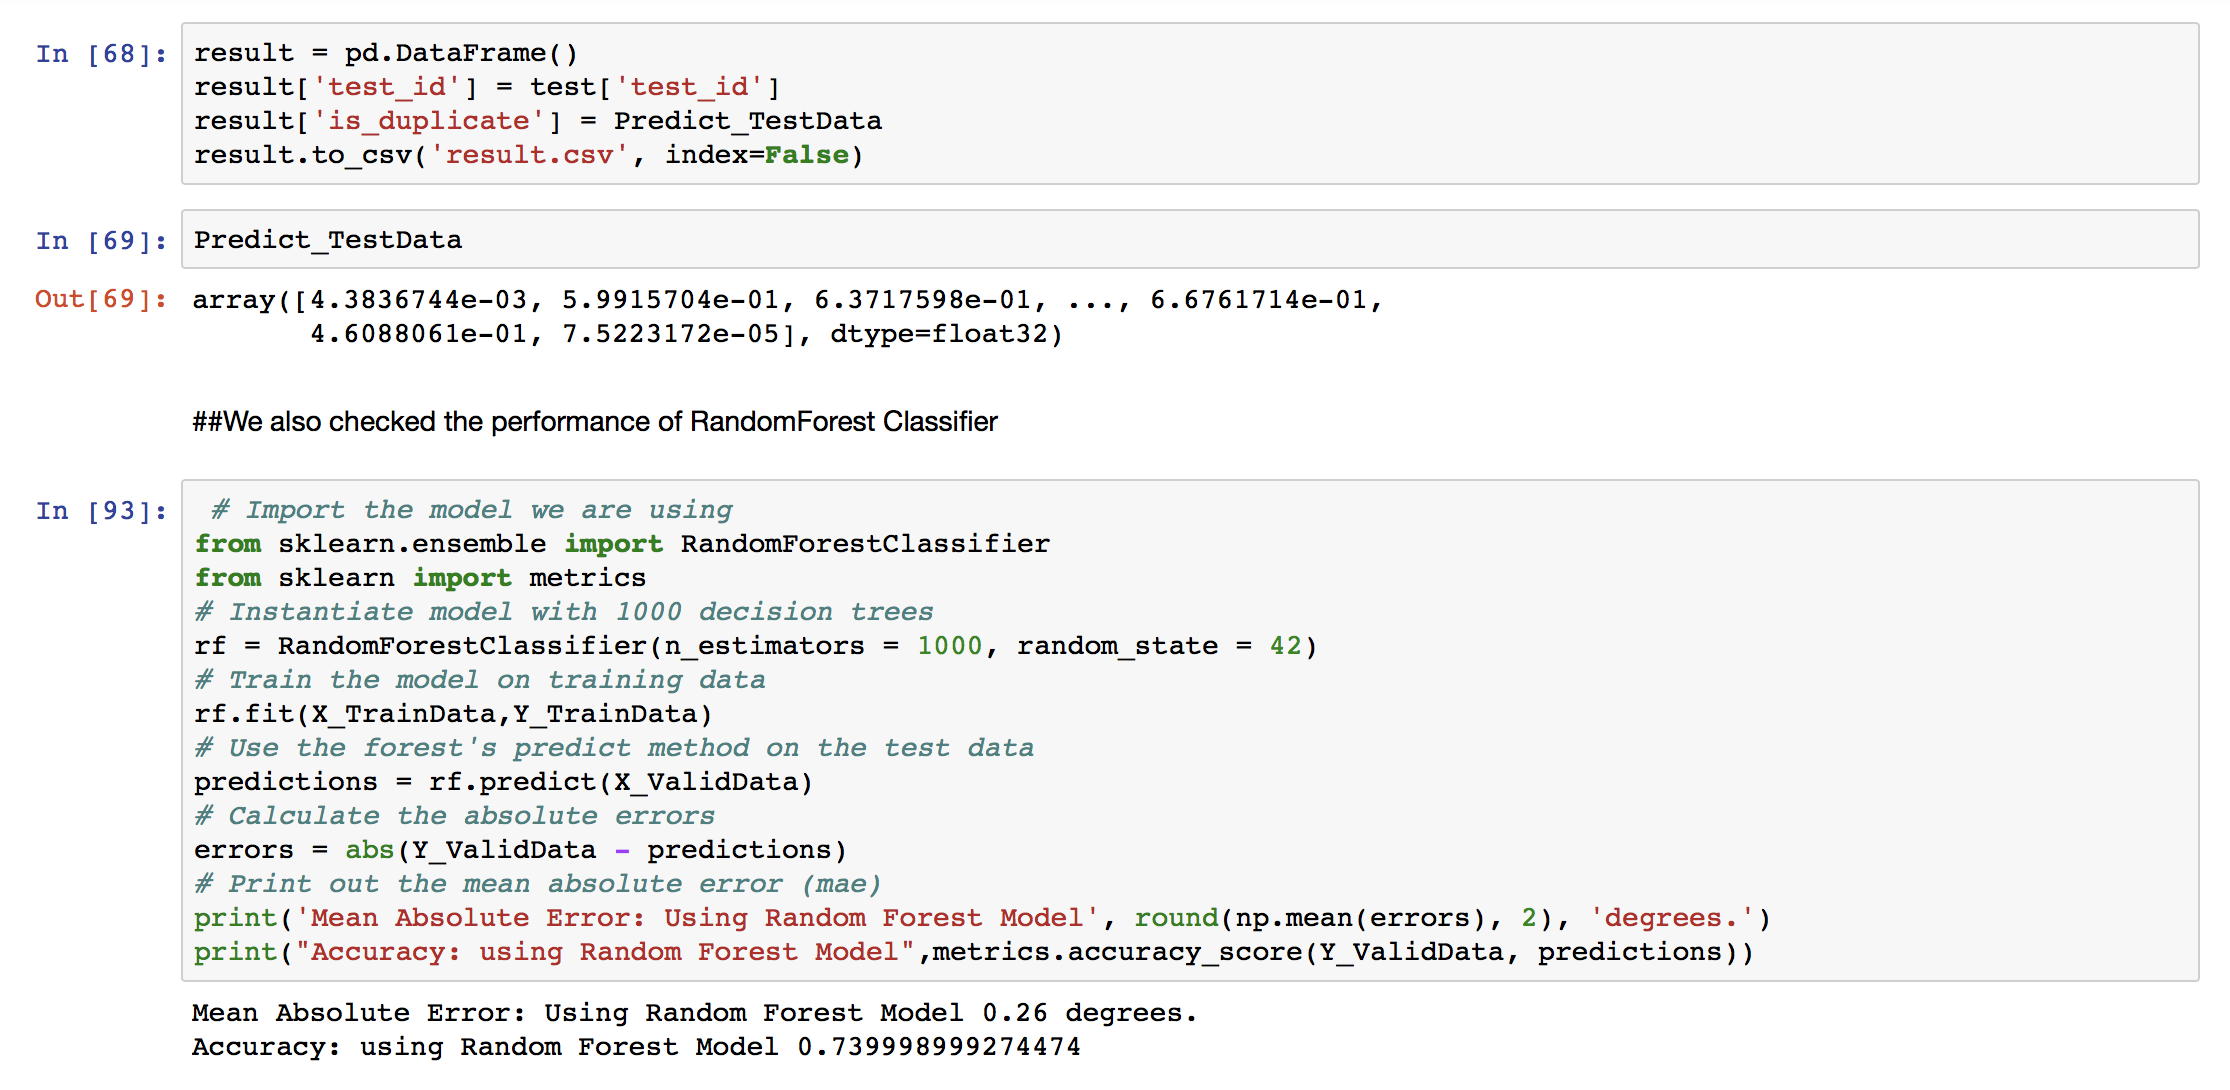 In [68]: result = pd.DataFrame()
result['test_id'] = test['test_id']
result['is_duplicate'] = Predict_TestData
result.to_csv('result.csv', index=False)
In [69]: Predict_TestData
Out[69]: array([4.3836744e-03, 5.9915704e-01, 6.3717598e-01, ..., 6.6761714e-01,
4.6088061e-01, 7.5223172e-05], dtype=float32)
##We also checked the performance of RandomForest Classifier
In [93]: # Import the model we are using
from sklearn.ensemble import RandomForestClassifier
from sklearn import metrics
# Instantiate model with 1000 decision trees
rf = RandomForestClassifier(n_estimators = 1000, random_state = 42)
# Train the model on training data
rf.fit(X_TrainData,Y_TrainData)
# Use the forest's predict method on the test data
predictions = rf.predict(X_ValidData)
# Calculate the absolute errors
errors = abs(Y_ValidData - predictions)
# Print out the mean absolute error (mae)
print('Mean Absolute Error: Using Random Forest Model', round(np.mean(errors), 2), 'degrees.')
print("Accuracy: using Random Forest Model",metrics.accuracy_score(Y_ValidData, predictions))
Mean Absolute Error: Using Random Forest Model 0.26 degrees.
Accuracy: using Random Forest Model 0.739998999274474